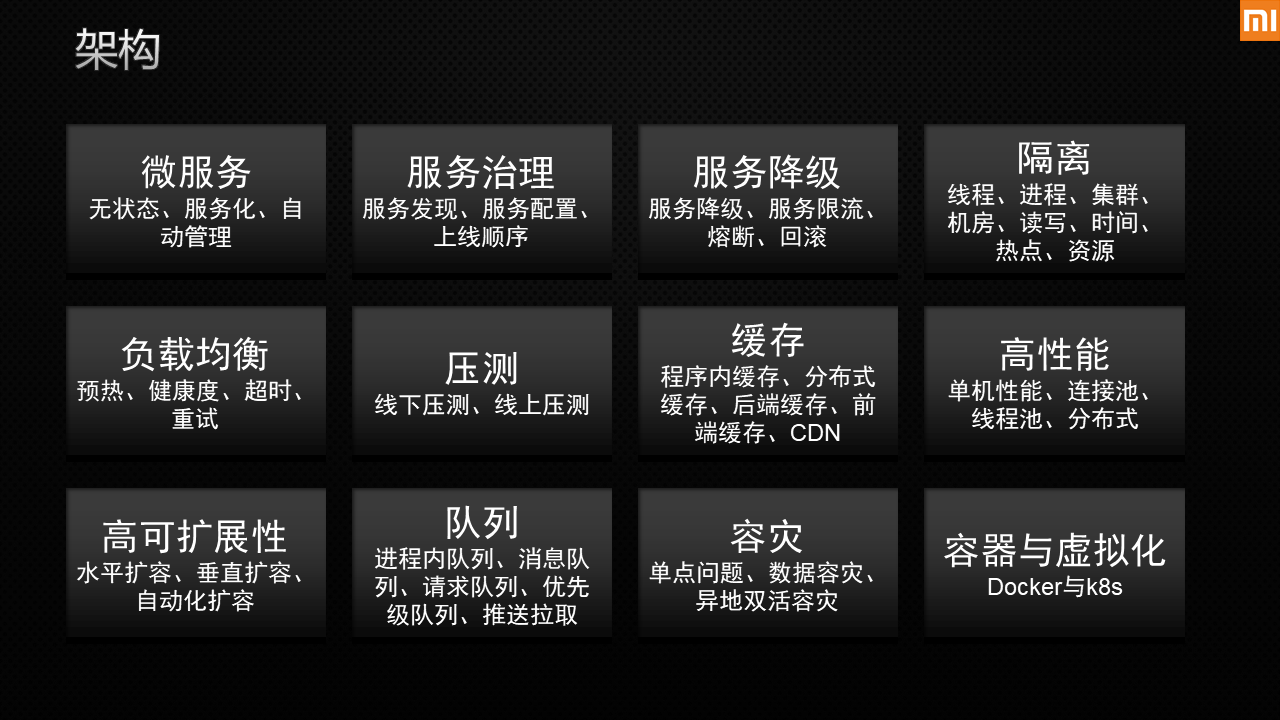 架构
微服务
无状态、服务化、自
动管理
服务治理
服务发现、服务配置、
上线顺序
服务降级
服务降级、服务限流、
熔断、回滚
隔离
线程、进程、集群、
机房、读写、时间、
热点、资源
负载均衡
预热、健康度、超时、
重试
压测
线下压测、线上压测
缓存
程序内缓存、分布式
缓存、后端缓存、前
端缓存、CDN
高性能
单机性能、连接池、
线程池、分布式
高可扩展性
水平扩容、垂直扩容、
自动化扩容
队列
进程内队列、消息队
列、请求队列、优先
级队列、推送拉取
容灾
单点问题、数据容灾、
异地双活容灾
容器与虚拟化
Docker与k8s